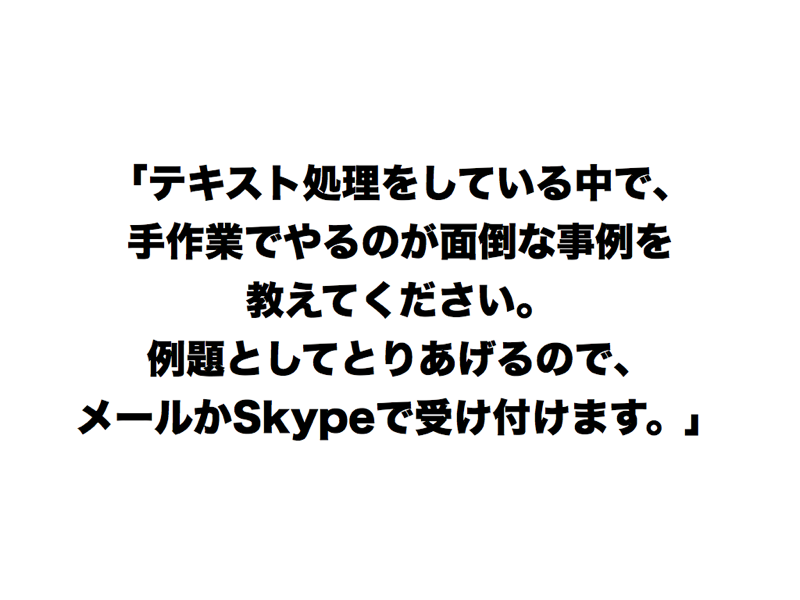 「テキスト処理をしている中で、
手作業でやるのが面倒な事例を
教えてください。
例題としてとりあげるので、
メールかSkypeで受け付けます。」